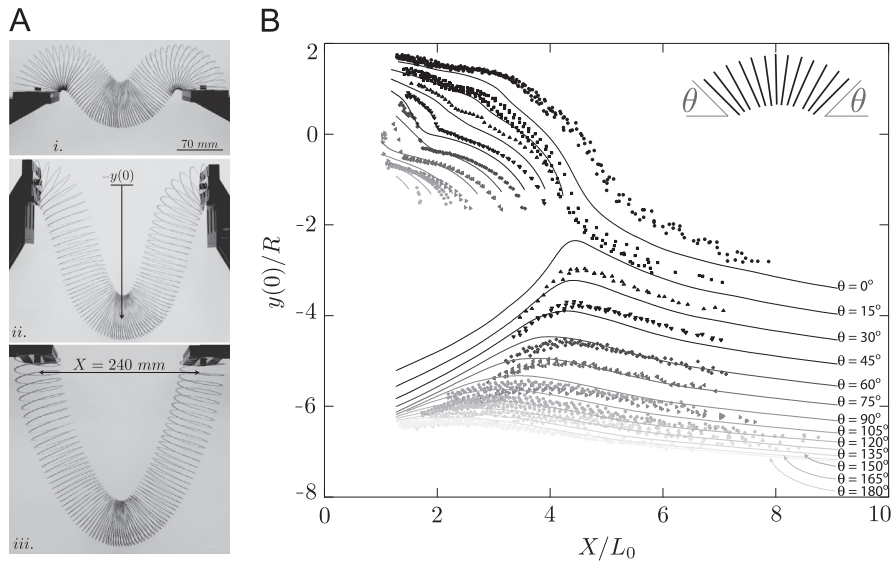 A
i.
70 mm
−y(0)
ii.
X = 240 mm
iii.
B
2
0
-2
-4
-6
-8
y(0)/R
θ
θ
θ = 0°
θ = 15°
θ = 30°
θ = 45°
θ = 60°
θ = 75°
θ = 90°
θ = 105°
θ = 120°
θ = 135°
θ = 150°
θ = 165°
θ = 180°
0
2
4
6
8
10
X/L₀